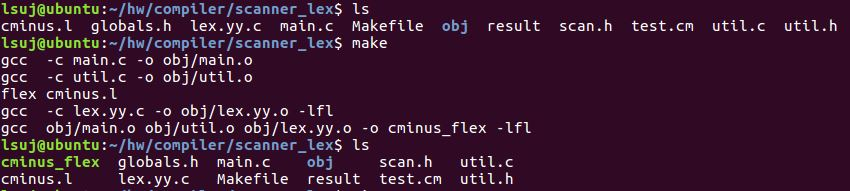 lsuj@ubuntu:~/hw/compiler/scanner_lex$ ls
cminus.l  globals.h  lex.yy.c  main.c  Makefile  obj  result  scan.h  test.cm  util.c  util.h
lsuj@ubuntu:~/hw/compiler/scanner_lex$ make
gcc  -c main.c -o obj/main.o
gcc  -c util.c -o obj/util.o
flex cminus.l
gcc  -c lex.yy.c -o obj/lex.yy.o -lfl
gcc  obj/main.o obj/util.o obj/lex.yy.o -o cminus_flex -lfl
lsuj@ubuntu:~/hw/compiler/scanner_lex$ ls
cminus_flex  globals.h  main.c    obj     scan.h   util.c
cminus.l     lex.yy.c   Makefile  result  test.cm  util.h